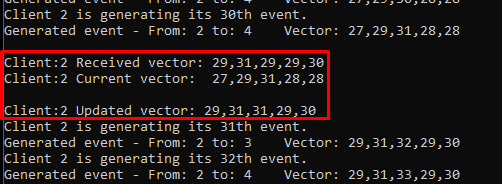 Generated event - From: 2 to: 4    Vector: 27,29,30,28,28
Client 2 is generating its 30th event.
Generated event - From: 2 to: 4    Vector: 27,29,31,28,28
Client:2 Received vector: 29,31,29,29,30
Client:2 Current vector:  27,29,31,28,28
Client:2 Updated vector: 29,31,31,29,30
Client 2 is generating its 31th event.
Generated event - From: 2 to: 3    Vector: 29,31,32,29,30
Client 2 is generating its 32th event.
Generated event - From: 2 to: 4    Vector: 29,31,33,29,30